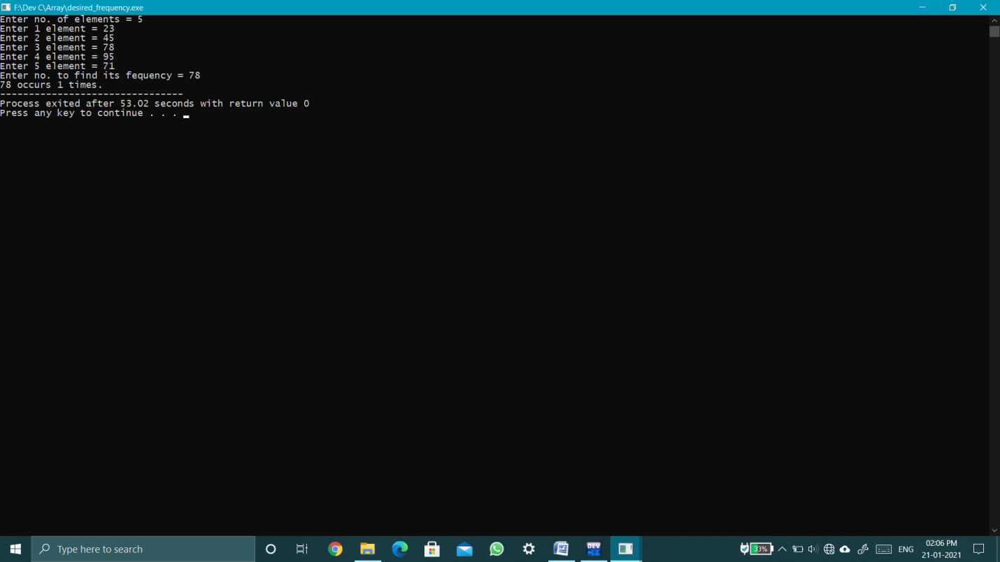 F:\Dev C\Array\desired_frequency.exe
Enter no. of elements = 5
Enter 1 element = 23
Enter 2 element = 45
Enter 3 element = 78
Enter 4 element = 95
Enter 5 element = 71
Enter no. to find its fequency = 78
78 occurs 1 times.
--------------------------------
Process exited after 53.02 seconds with return value 0
Press any key to continue . . .
Type here to search
DEV
33%
ENG
02:06 PM
21-01-2021